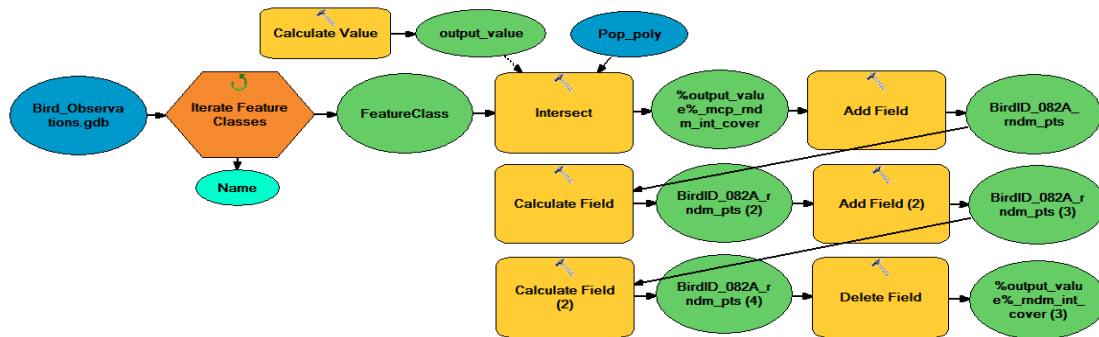 Calculate Value
output_value
Pop_poly
Bird_Observa
tions.gdb
Iterate Feature
Classes
FeatureClass
Intersect
%output_valu
e%_mcp_rndm
m_int_cover
Add Field
BirdID_082A_
rndm_pts
Name
Calculate Field
BirdID_082A_r
ndm_pts (2)
Add Field (2)
BirdID_082A_r
ndm_pts (3)
Calculate Field
(2)
BirdID_082A_r
ndm_pts (4)
Delete Field
%output_valu
e%_rndm_int_
cover (3)